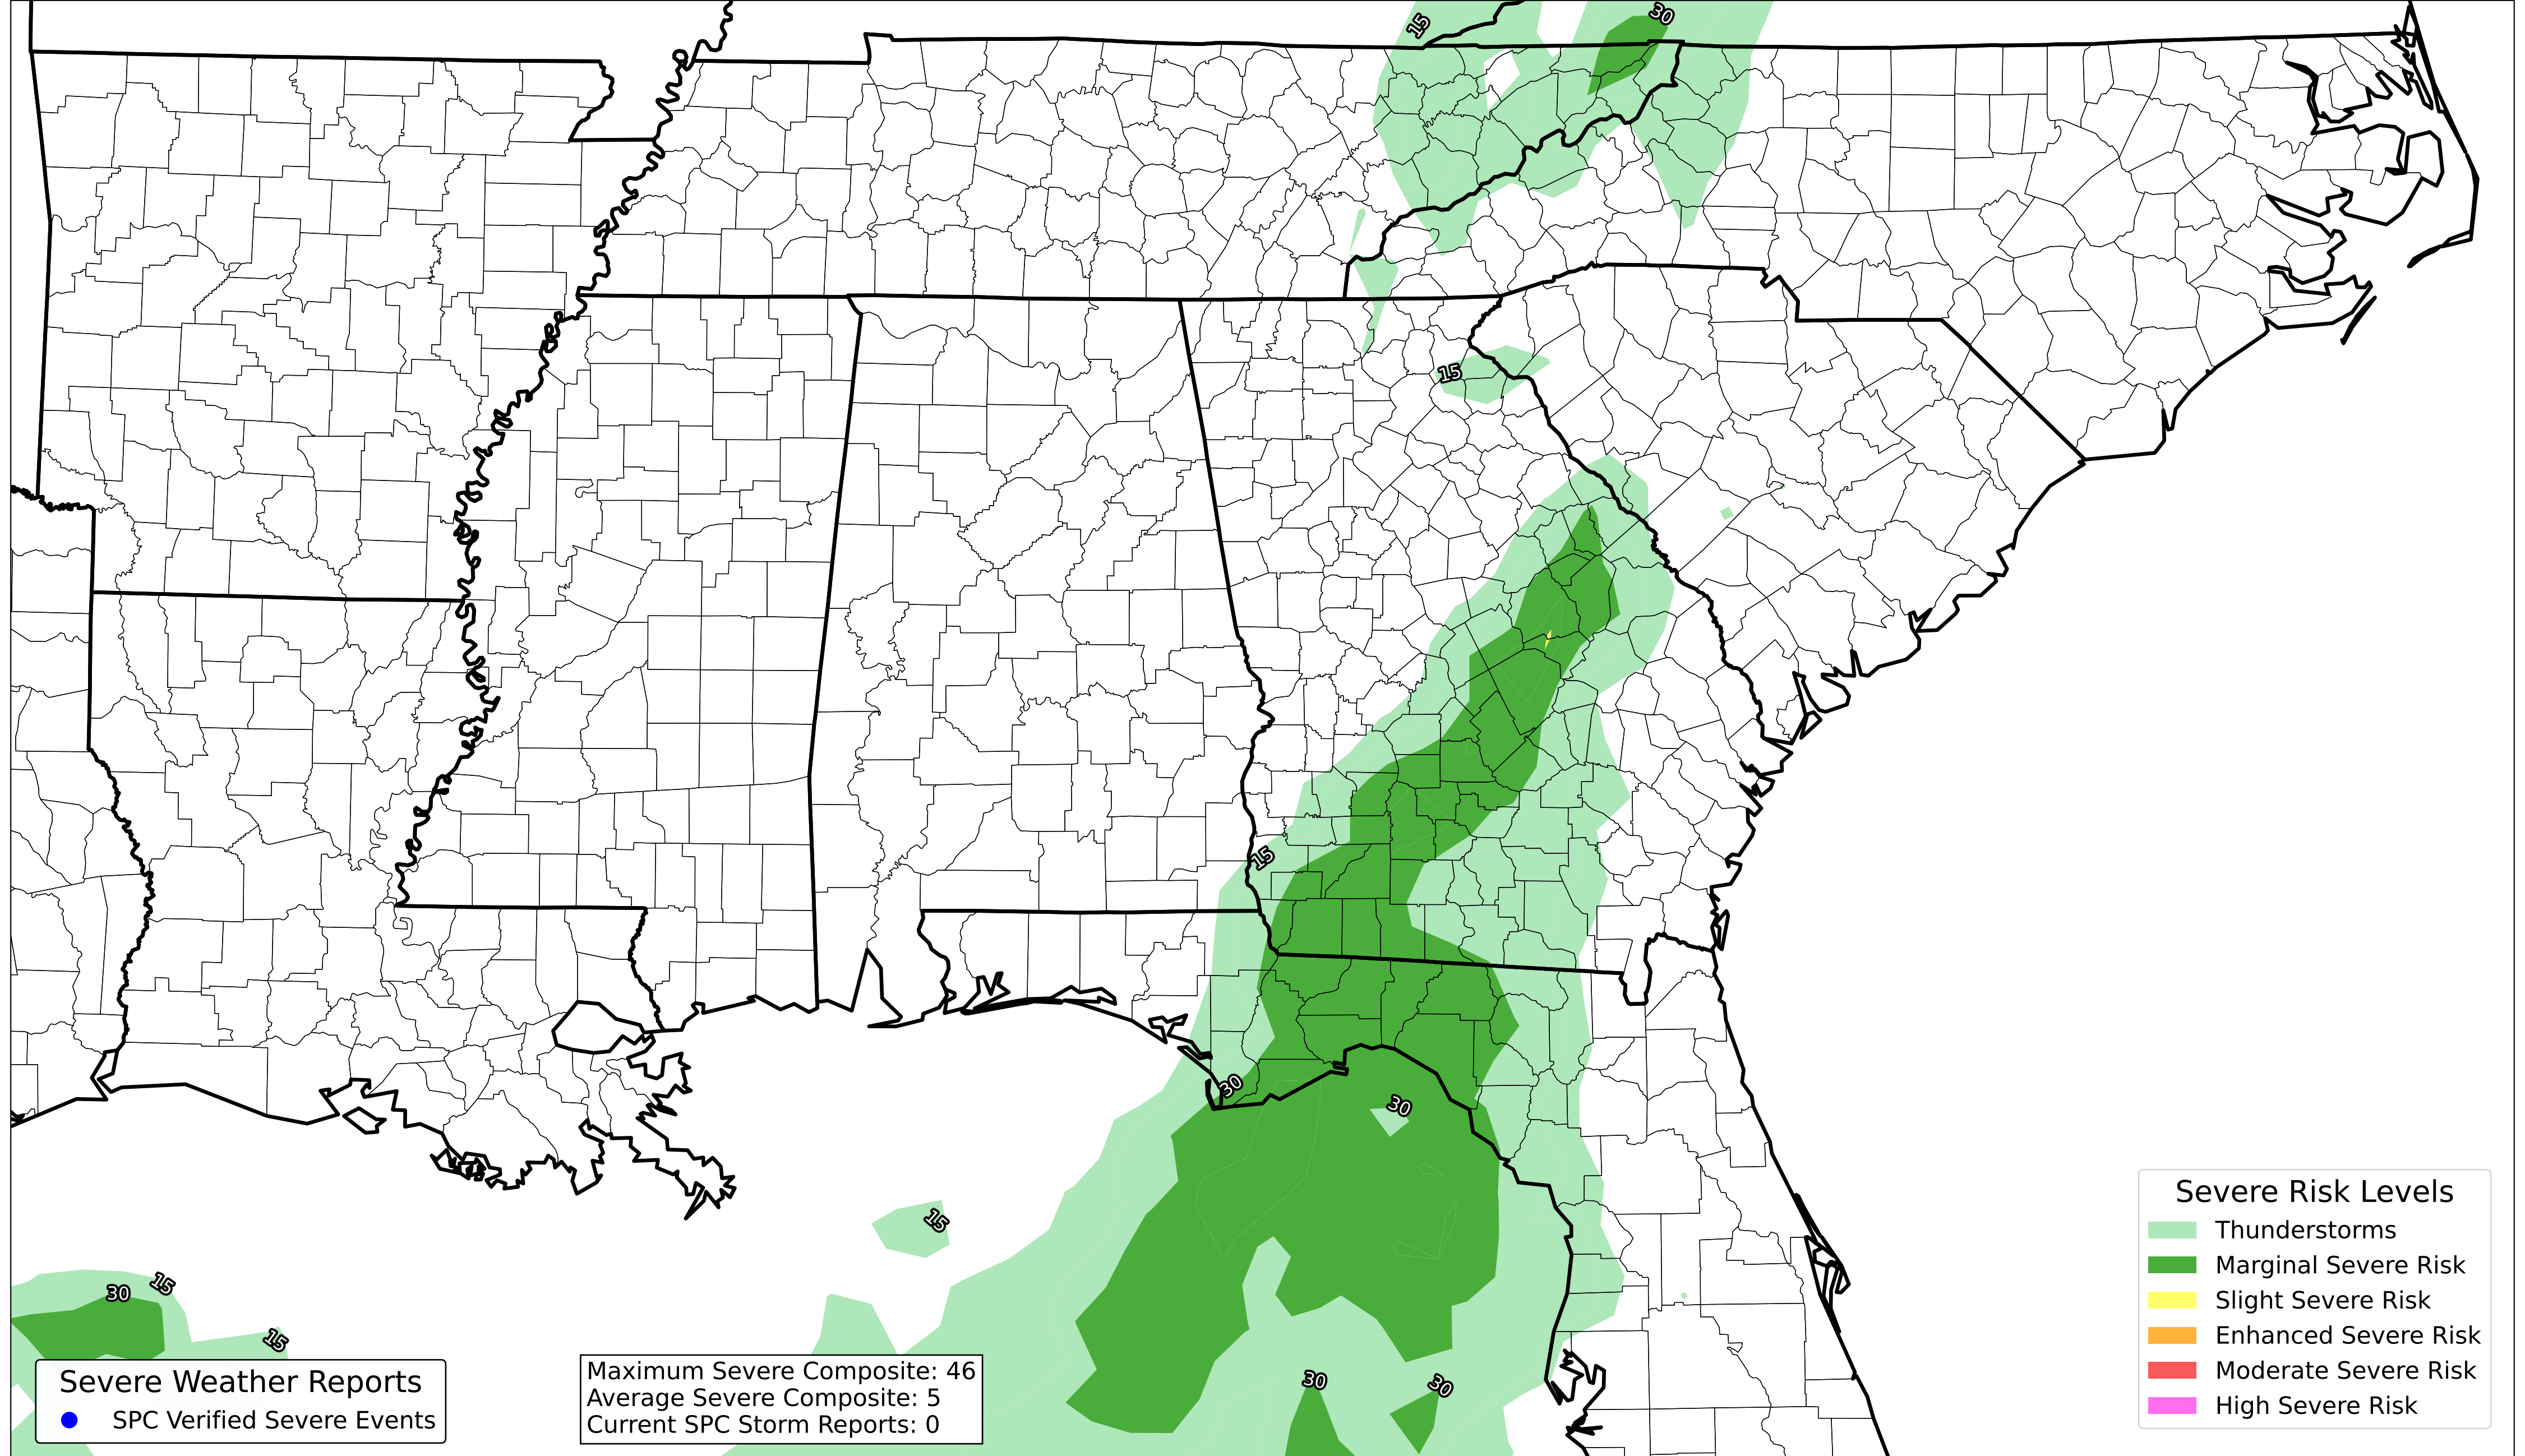 15
30
15
15
30
30
15
30
15
15
30
30
Severe Risk Levels
Thunderstorms
Marginal Severe Risk
Slight Severe Risk
Enhanced Severe Risk
Moderate Severe Risk
High Severe Risk
Severe Weather Reports
SPC Verified Severe Events
Maximum Severe Composite: 46
Average Severe Composite: 5
Current SPC Storm Reports: 0